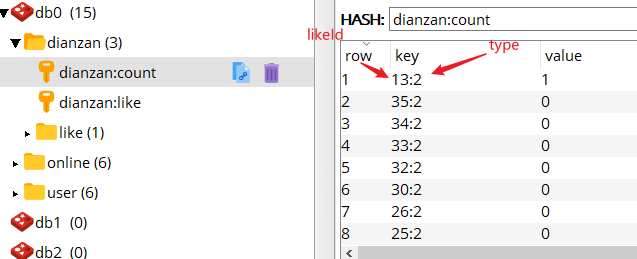 db0 (15)
dianzan (3)
dianzan:count
dianzan:like
like (1)
online (6)
user (6)
db1 (0)
db2 (0)
HASH: dianzan:count
likeId
type
row key value
1 13:2 1
2 35:2 0
3 34:2 0
4 33:2 0
5 32:2 0
6 30:2 0
7 26:2 0
8 25:2 0